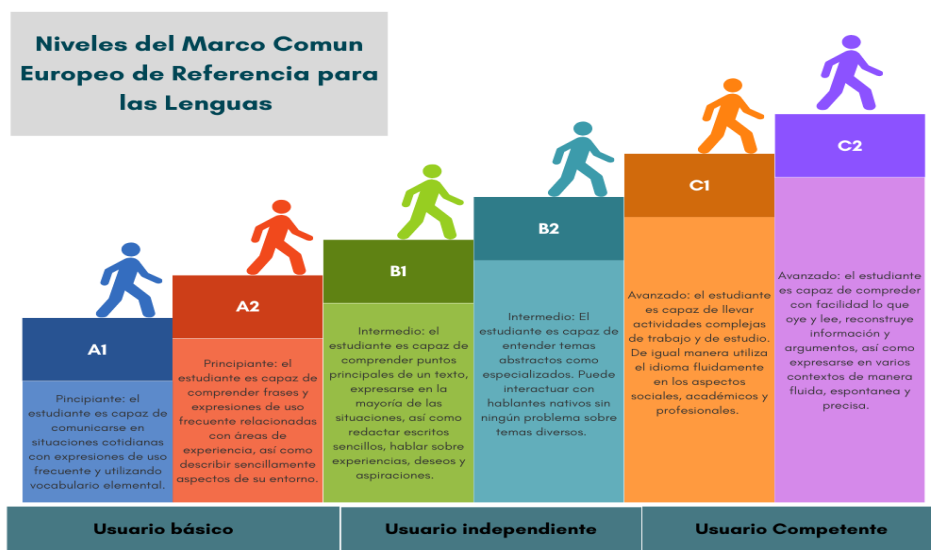 Niveles del Marco Comun
Europeo de Referencia para
las Lenguas
A1
Pincipiante: el
estudiante es capaz de
comunicarse en
situaciones cotidianas
con expresiones de uso
frecuente y utilizando
vocabulario elemental.
A2
Principiante: el
estudiante es capaz de
comprender frases y
expresiones de uso
frecuente relacionadas
con áreas de
experiencia, así como
describir sencillamente
aspectos de su entorno.
B1
Intermedio: el
estudiante es capaz de
comprender puntos
principales de un texto,
expresarse en la
mayoría de las
situaciones, así como
redactar escritos
sencillos, hablar sobre
experiencias, deseos y
aspiraciones.
B2
Intermedio: El
estudiante es capaz de
entender temas
abstractos como
especializados. Puede
interactuar con
hablantes nativos sin
ningún problema sobre
temas diversos.
C1
Avanzado: el estudiante
es capaz de llevar
actividades complejas
de trabajo y de estudio.
De igual manera utiliza
el idioma fluidamente
en los aspectos
sociales, académicos y
profesionales.
C2
Avanzado: el estudiante
es capaz de compreder
con facilidad lo que
oye y lee, reconstruye
información y
argumentos, así como
expresarse en varios
contextos de manera
fluida, espontanea y
precisa.
Usuario básico
Usuario independiente
Usuario Competente